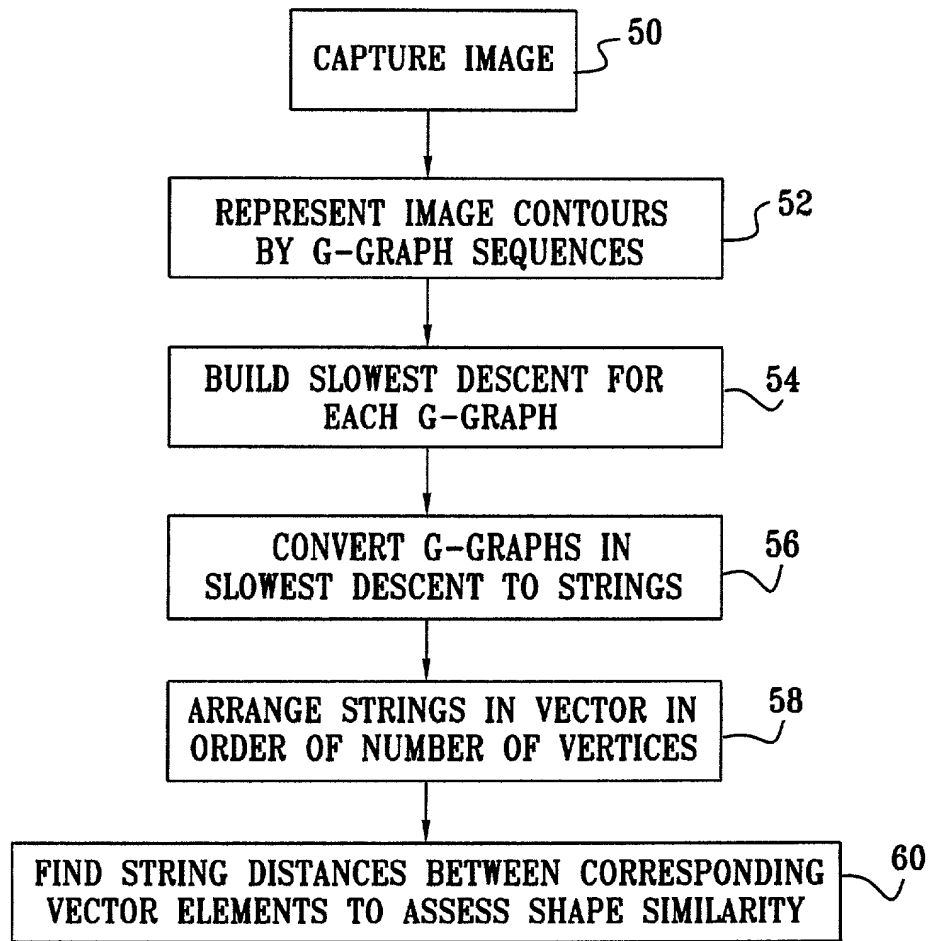 CAPTURE IMAGE
50
REPRESENT IMAGE CONTOURS
BY G-GRAPH SEQUENCES
52
BUILD SLOWEST DESCENT FOR
EACH G-GRAPH
54
CONVERT G-GRAPHS IN
SLOWEST DESCENT TO STRINGS
56
ARRANGE STRINGS IN VECTOR IN
ORDER OF NUMBER OF VERTICES
58
FIND STRING DISTANCES BETWEEN CORRESPONDING
VECTOR ELEMENTS TO ASSESS SHAPE SIMILARITY
60